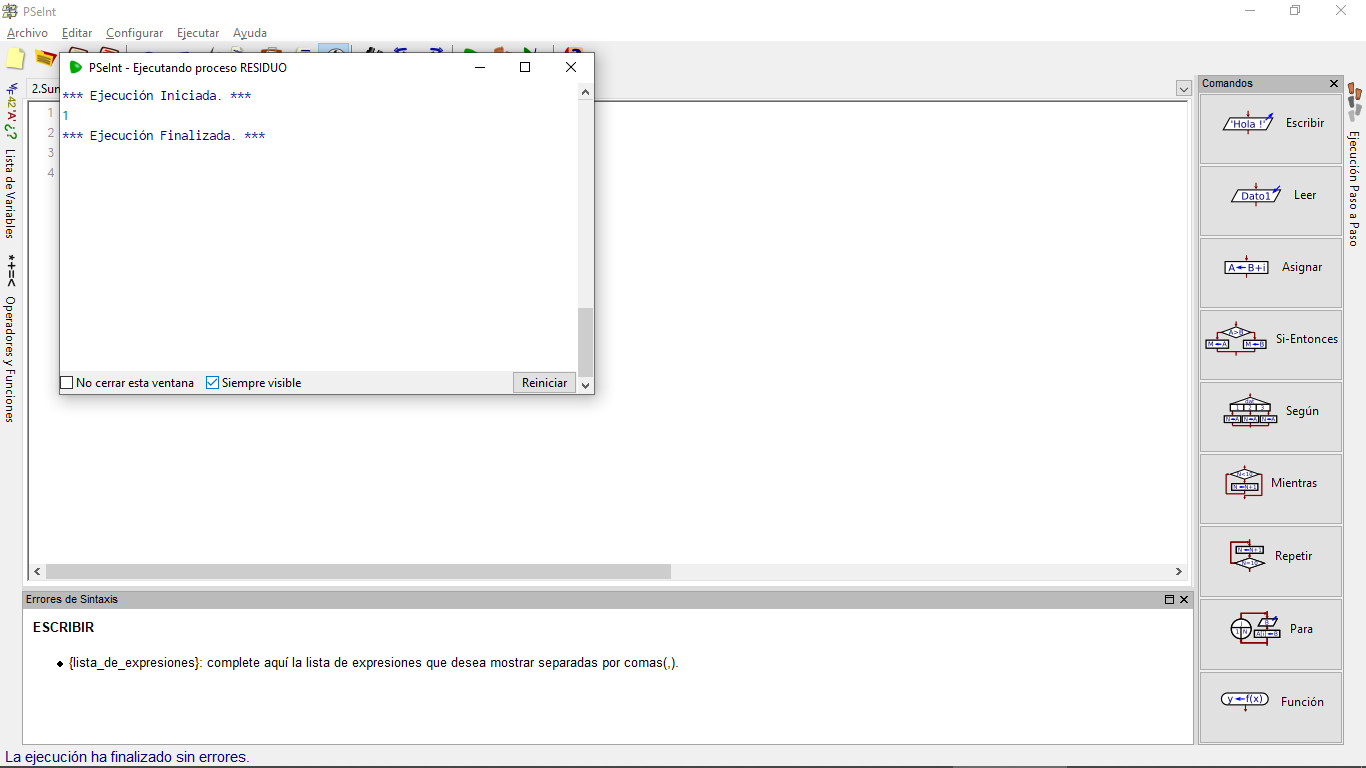 PSeInt
Archivo Editar Configurar Ejecutar Ayuda
PSeInt - Ejecutando proceso RESIDUO
*** Ejecución Iniciada. ***
1
*** Ejecución Finalizada. ***
No cerrar esta ventana Siempre visible Reiniciar
2.Sum
1
2
3
4
Lista de Variables
*+=< Operadores y Funciones
Comandos
'Hola !' Escribir
Dato1 Leer
A←B+i Asignar
A>B M←A M←B Si-Entonces
Según
Mientras
Repetir
Para
y←f(x) Función
Ejecución Paso a Paso
Errores de Sintaxis
ESCRIBIR
{lista_de_expresiones}: complete aquí la lista de expresiones que desea mostrar separadas por comas(,).
La ejecución ha finalizado sin errores.